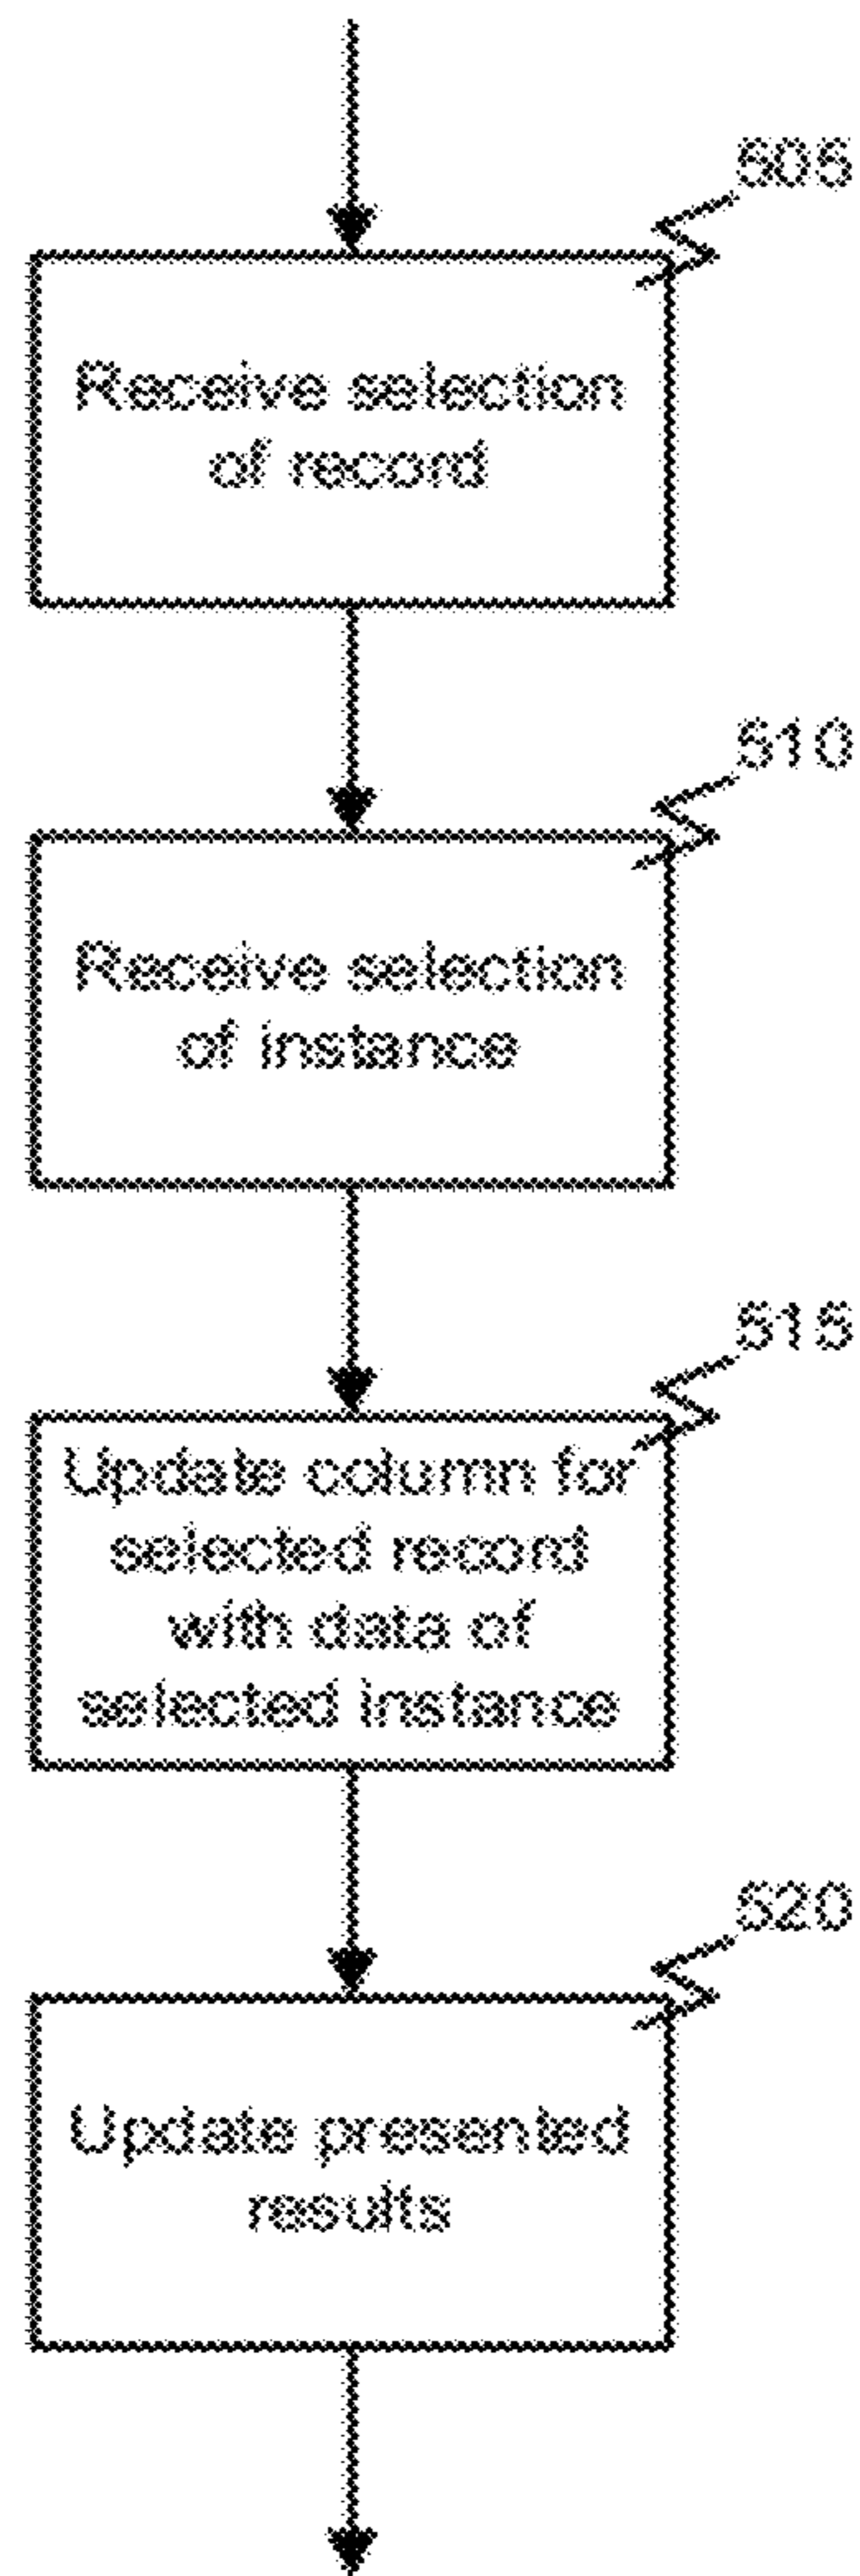 505
Receive selection
of record
510
Receive selection
of instance
515
Update column for
selected record
with data of
selected instance
520
Update presented
results